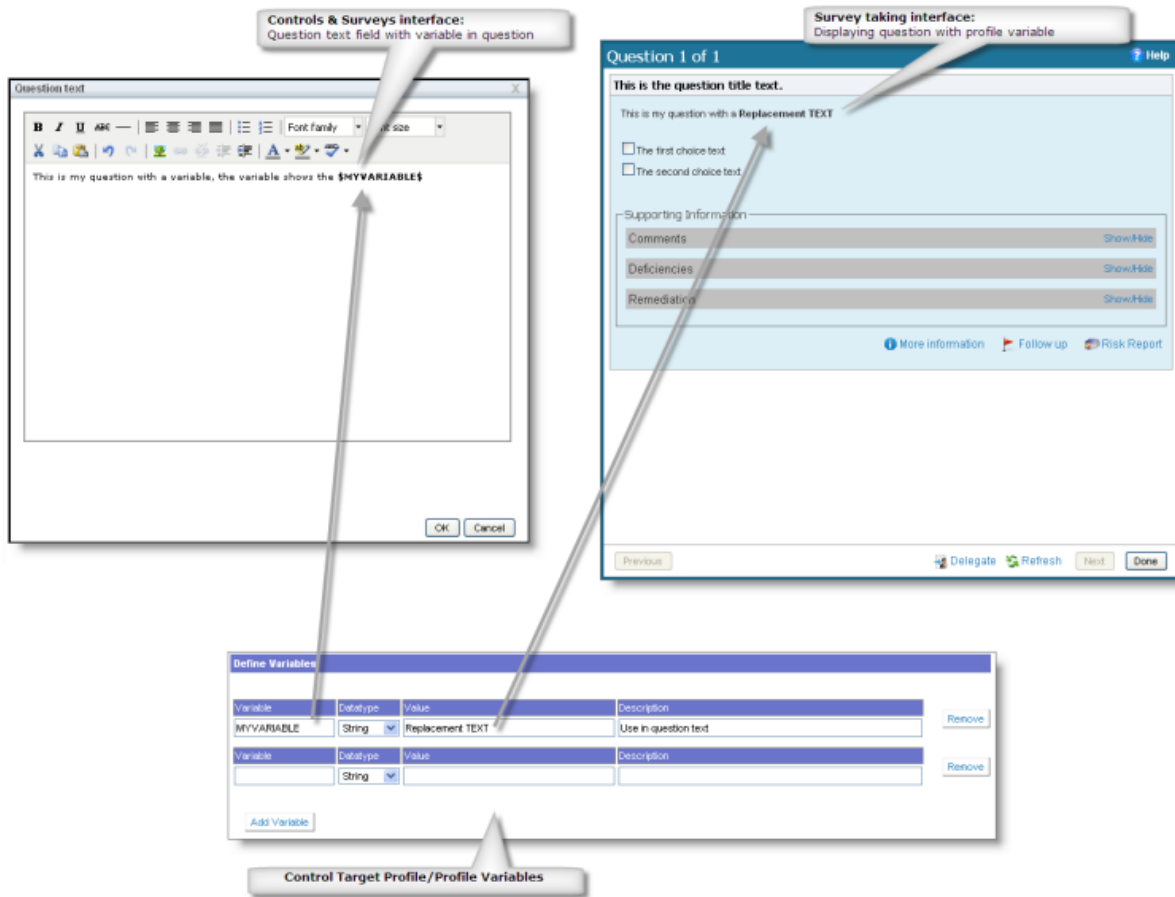 Controls & Surveys interface:
Question text field with variable in question
Survey taking interface:
Displaying question with profile variable
Question text
X
B I U ABC
Font family
size
This is my question with a variable, the variable shows the $MYVARIABLE$
OK Cancel
Question 1 of 1
Help
This is the question title text.
This is my question with a Replacement TEXT
The first choice text
The second choice text
Supporting Information
Comments Show/Hide
Deficiencies Show/Hide
Remediation Show/Hide
More information Follow up Risk Report
Previous Delegate Refresh Next Done
Define Variables
Variable Datatype Value Description
MYVARIABLE String Replacement TEXT Use in question text
Remove
Variable Datatype Value Description
String
Remove
Add Variable
Control Target Profile/Profile Variables